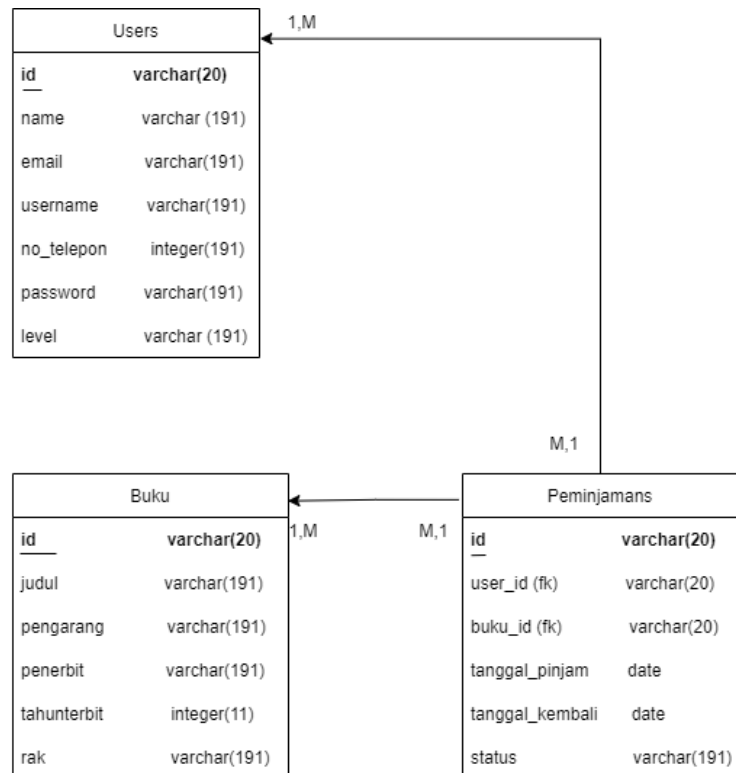 Users
1,M
id varchar(20)
name varchar (191)
email varchar(191)
username varchar(191)
no_telepon integer(191)
password varchar(191)
level varchar (191)
M,1
Buku
id varchar(20)
judul varchar(191)
pengarang varchar(191)
penerbit varchar(191)
tahunterbit integer(11)
rak varchar(191)
1,M
M,1
Peminjamans
id varchar(20)
user_id (fk) varchar(20)
buku_id (fk) varchar(20)
tanggal_pinjam date
tanggal_kembali date
status varchar(191)